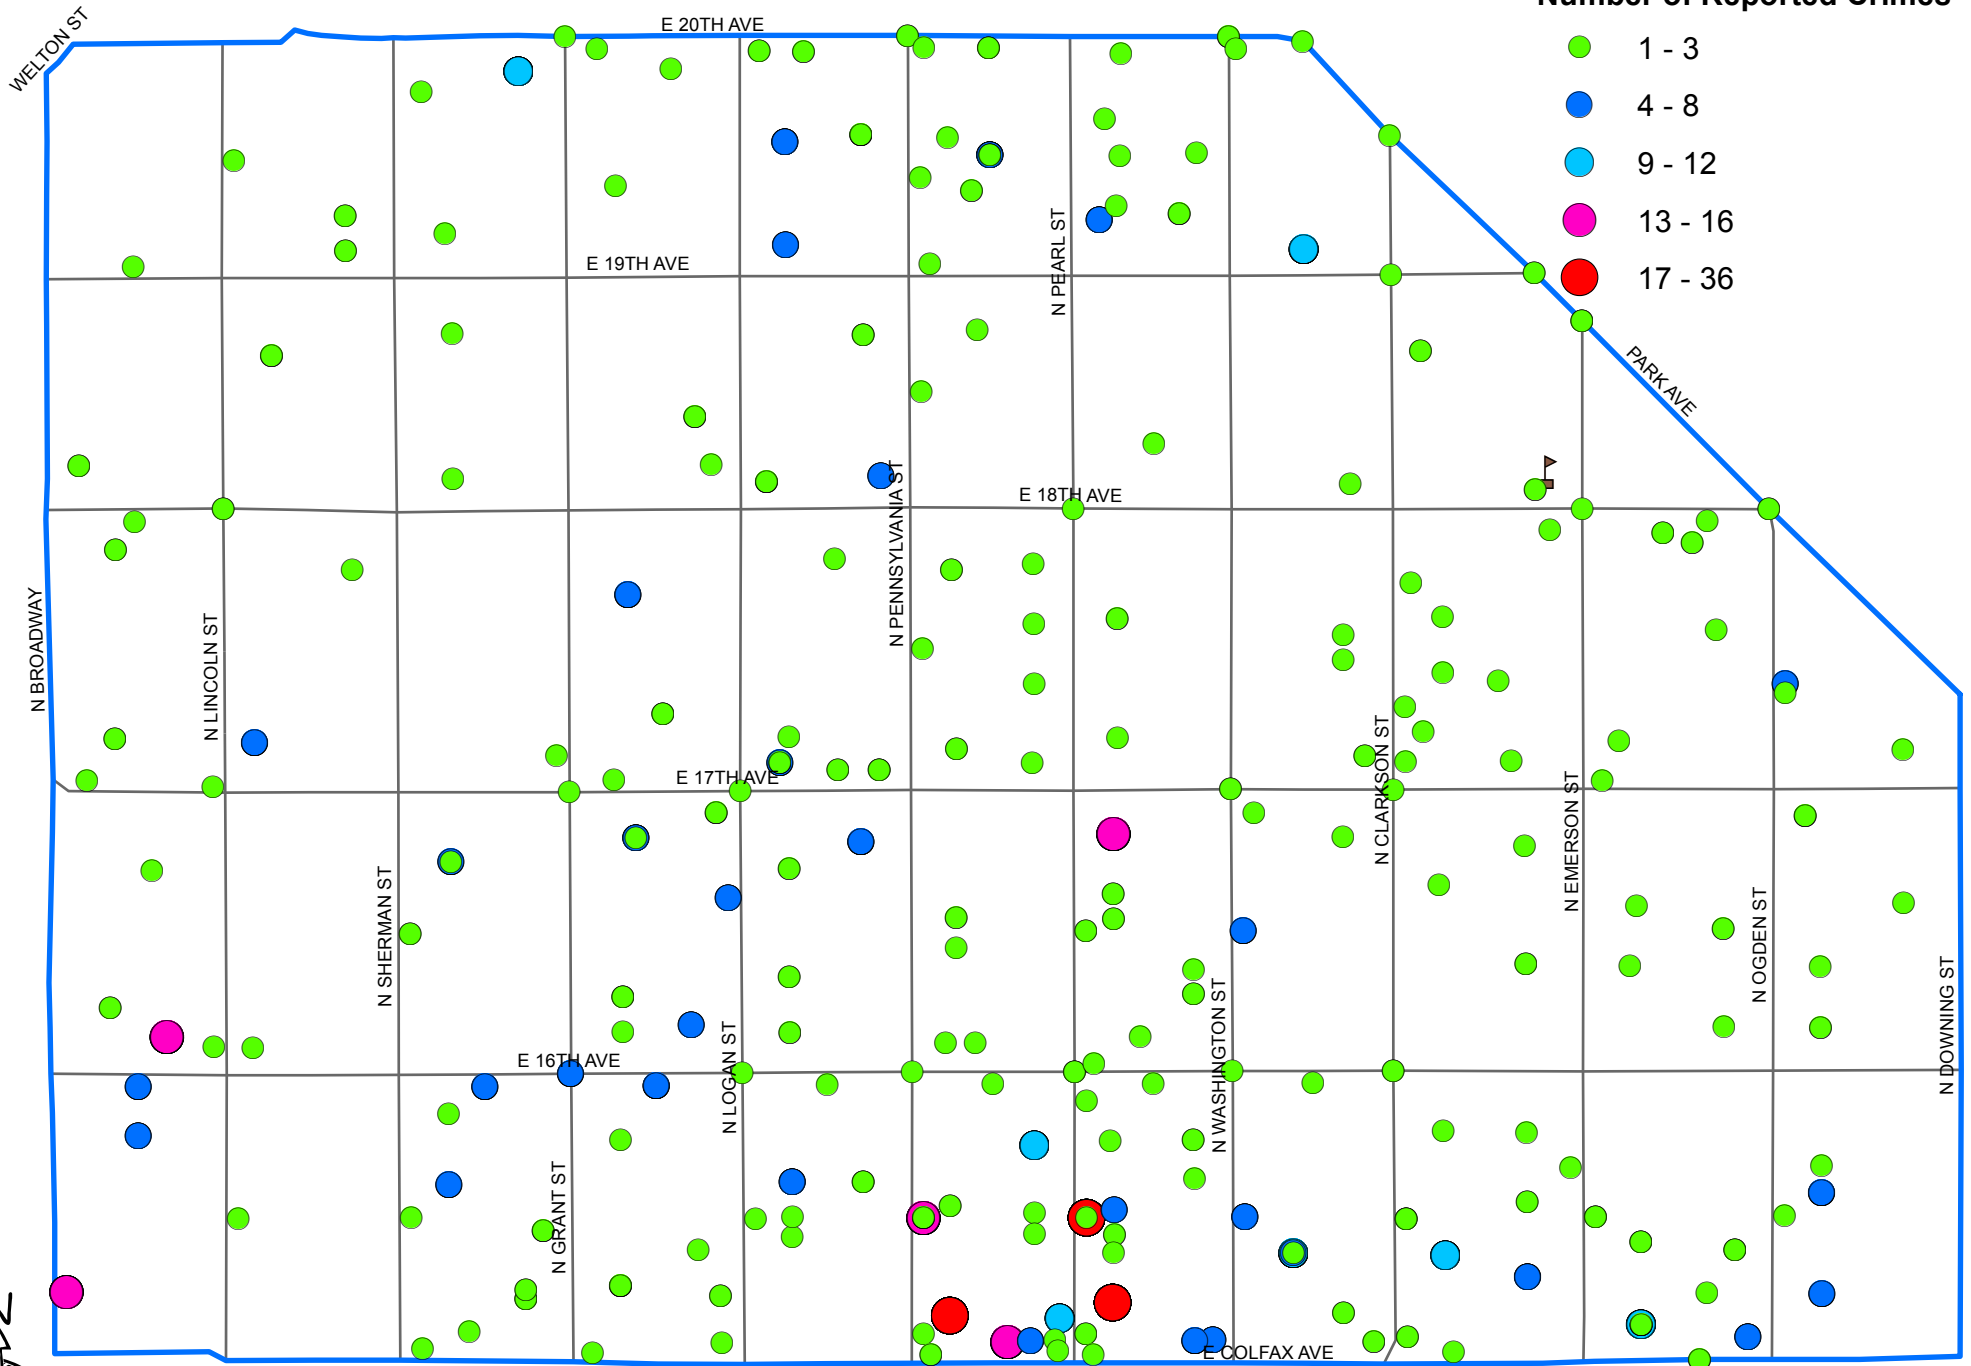 Number of Reported Crimes
1 - 3
4 - 8
9 - 12
13 - 16
17 - 36
WELTON ST
E 20TH AVE
N PEARL ST
E 19TH AVE
PARK AVE
E 18TH AVE
N PENNSYLVANIA ST
N BROADWAY
N LINCOLN ST
N CLARKSON ST
E 17TH AVE
N EMERSON ST
N SHERMAN ST
N OGDEN ST
N DOWNING ST
N WASHINGTON ST
N LOGAN ST
E 16TH AVE
N GRANT ST
E COLFAX AVE